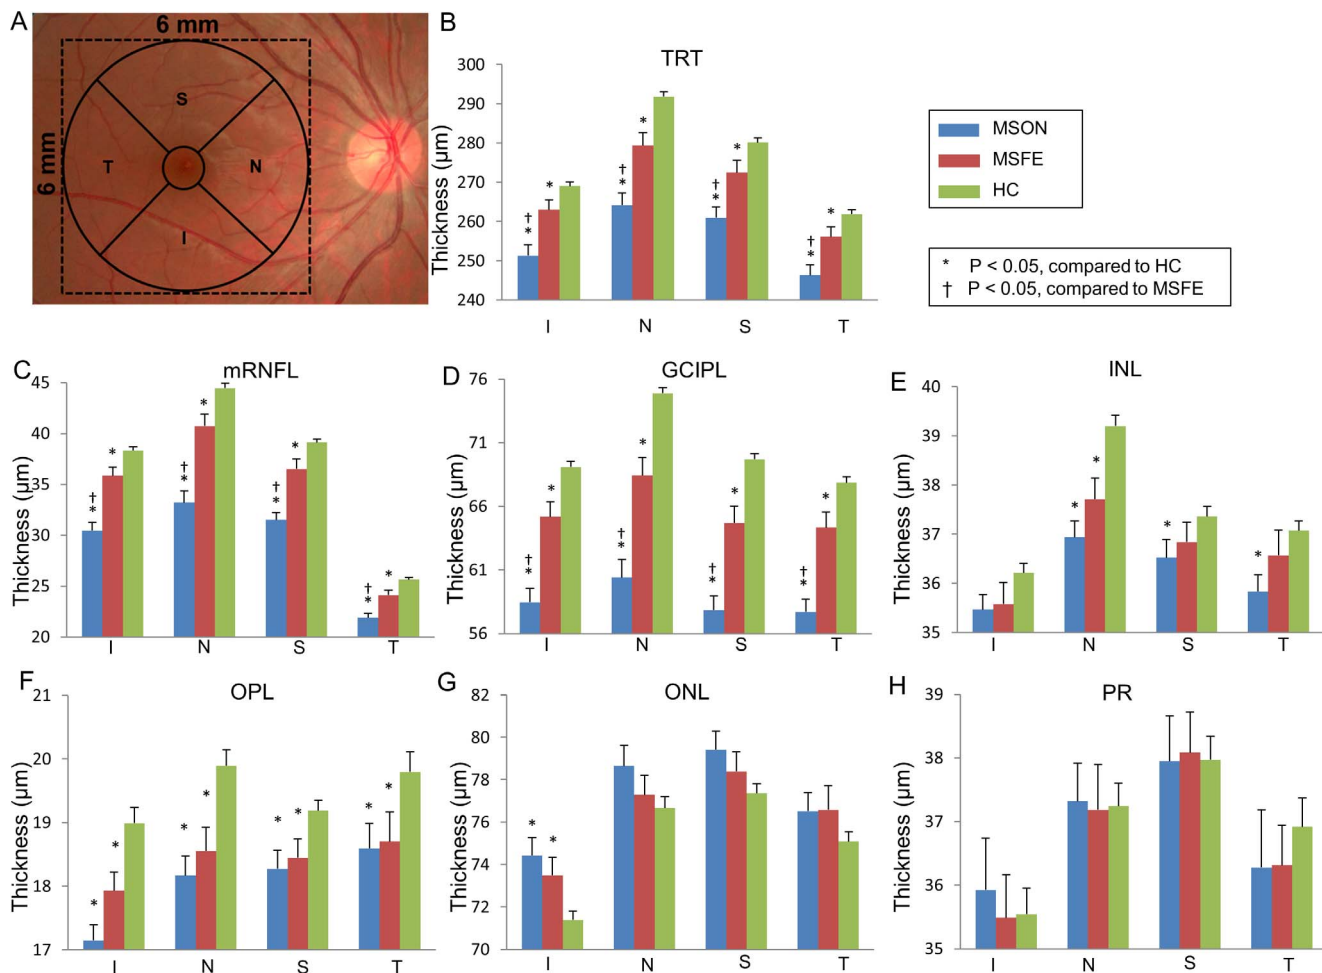 A
6 mm
6 mm
S
T
N
I
B
TRT
Thickness (µm)
300
290
280
270
260
250
240
†
*
*
†
*
*
†
*
*
†
*
*
I N S T
MSON
MSFE
HC
* P < 0.05, compared to HC
† P < 0.05, compared to MSFE
C
mRNFL
Thickness (µm)
45
40
35
30
25
20
†
*
*
†
*
*
†
*
*
†
*
*
I N S T
D
GCIPL
Thickness (µm)
76
71
66
61
56
†
*
*
†
*
*
†
*
*
†
*
*
I N S T
E
INL
Thickness (µm)
40
39
38
37
36
35
* * * *
I N S T
F
OPL
Thickness (µm)
21
20
19
18
17
* * * * * * * *
I N S T
G
ONL
Thickness (µm)
82
80
78
76
74
72
70
* *
I N S T
H
PR
Thickness (µm)
39
38
37
36
35
I N S T